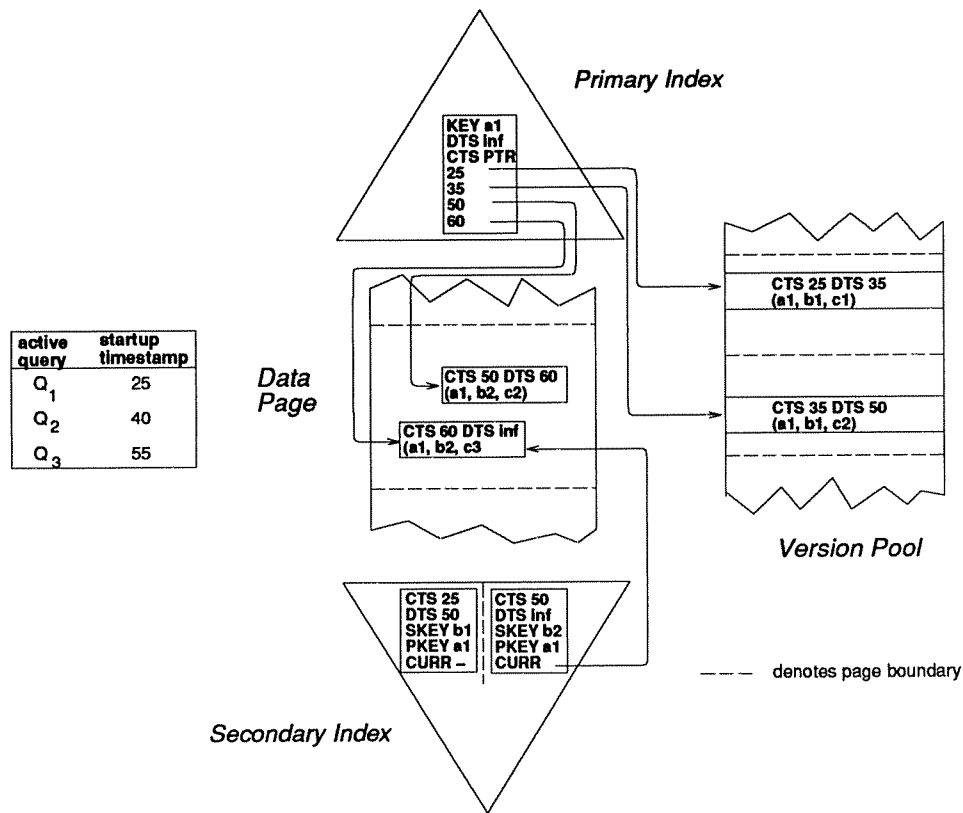 Primary Index
KEY a1
DTS inf
CTS PTR
25
35
50
60
CTS 25 DTS 35
(a1, b1, c1)
active query startup timestamp
Q1 25
Q2 40
Q3 55
Data Page
CTS 50 DTS 60
(a1, b2, c2)
CTS 60 DTS inf
(a1, b2, c3
CTS 35 DTS 50
(a1, b1, c2)
Version Pool
CTS 25
DTS 50
SKEY b1
PKEY a1
CURR –
CTS 50
DTS inf
SKEY b2
PKEY a1
CURR
denotes page boundary
Secondary Index